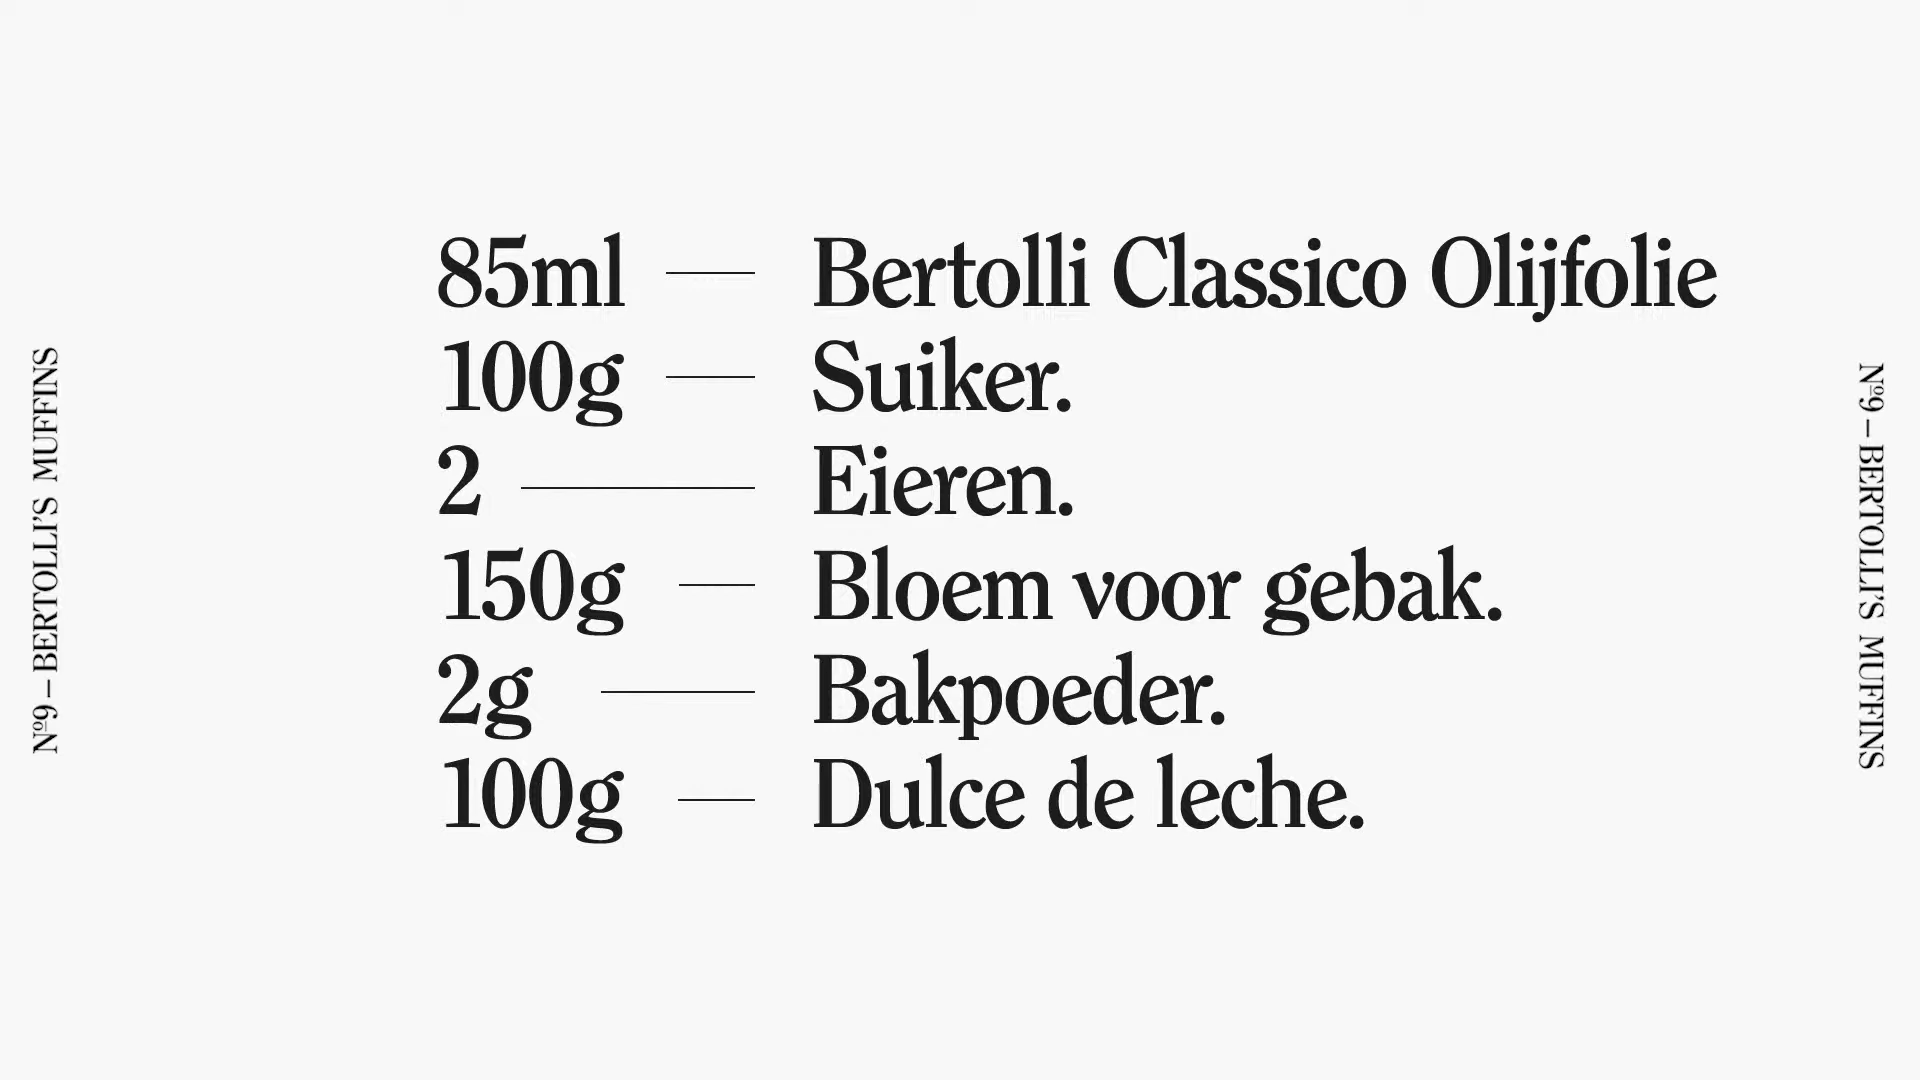 85ml — Bertolli Classico Olijfolie
100g — Suiker.
2 — Eieren.
150g — Bloem voor gebak.
2g — Bakpoeder.
100g — Dulce de leche.
Nº9 – BERTOLLI'S MUFFINS
Nº9 – BERTOLLI'S MUFFINS